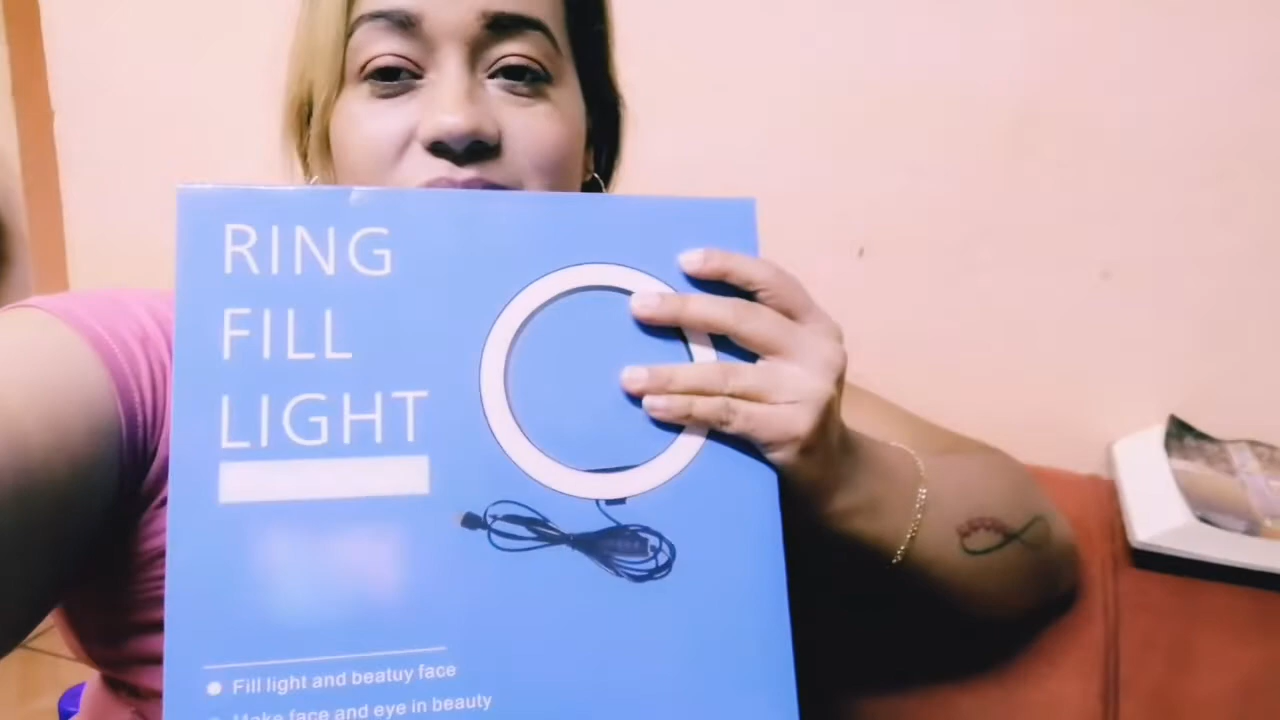 RING
FILL
LIGHT
Fill light and beatuy face
Make face and eye in beauty